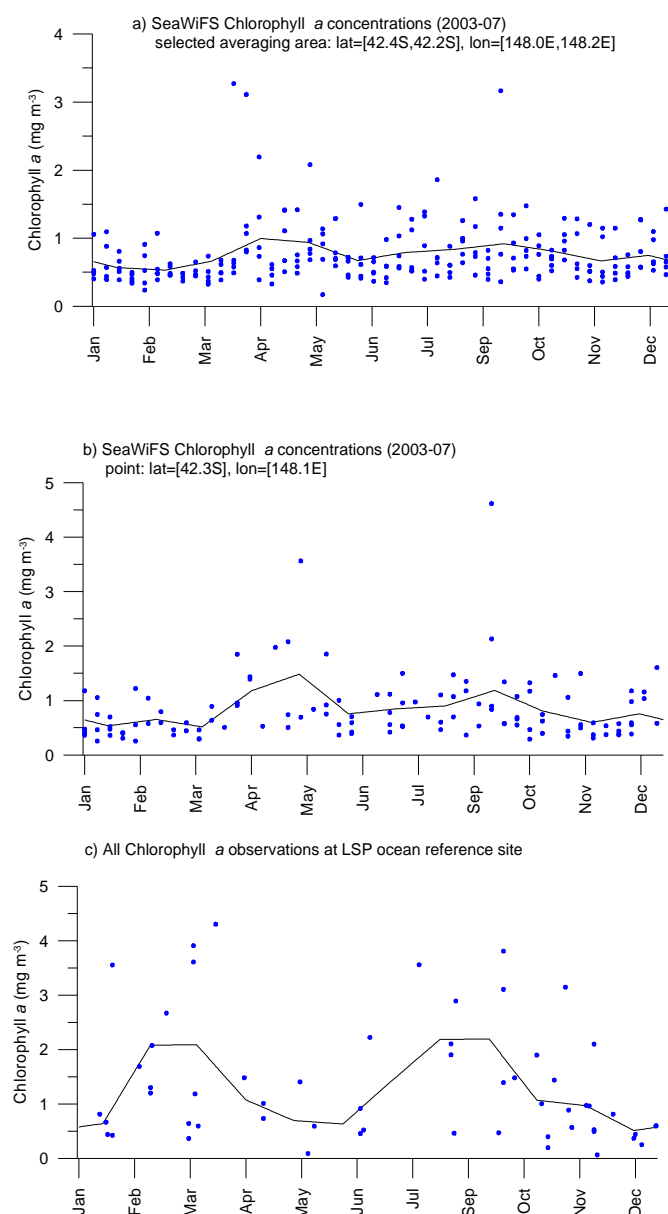 a) SeaWiFS Chlorophyll a concentrations (2003-07)
selected averaging area: lat=[42.4S,42.2S], lon=[148.0E,148.2E]
4
3
2
1
0
Chlorophyll a (mg m-3)
Jan
Feb
Mar
Apr
May
Jun
Jul
Aug
Sep
Oct
Nov
Dec
b) SeaWiFS Chlorophyll a concentrations (2003-07)
point: lat=[42.3S], lon=[148.1E]
5
4
3
2
1
0
Chlorophyll a (mg m-3)
Jan
Feb
Mar
Apr
May
Jun
Jul
Aug
Sep
Oct
Nov
Dec
c) All Chlorophyll a observations at LSP ocean reference site
5
4
3
2
1
0
Chlorophyll a (mg m-3)
Jan
Feb
Mar
Apr
May
Jun
Jul
Aug
Sep
Oct
Nov
Dec